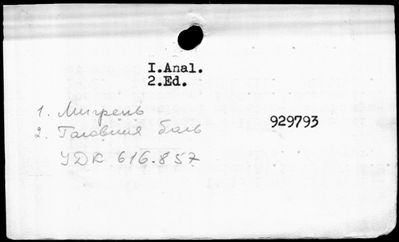 I.Anal.
2.Ed.
1. Мигрень
2. Головная боль
929793
УДК 616.857